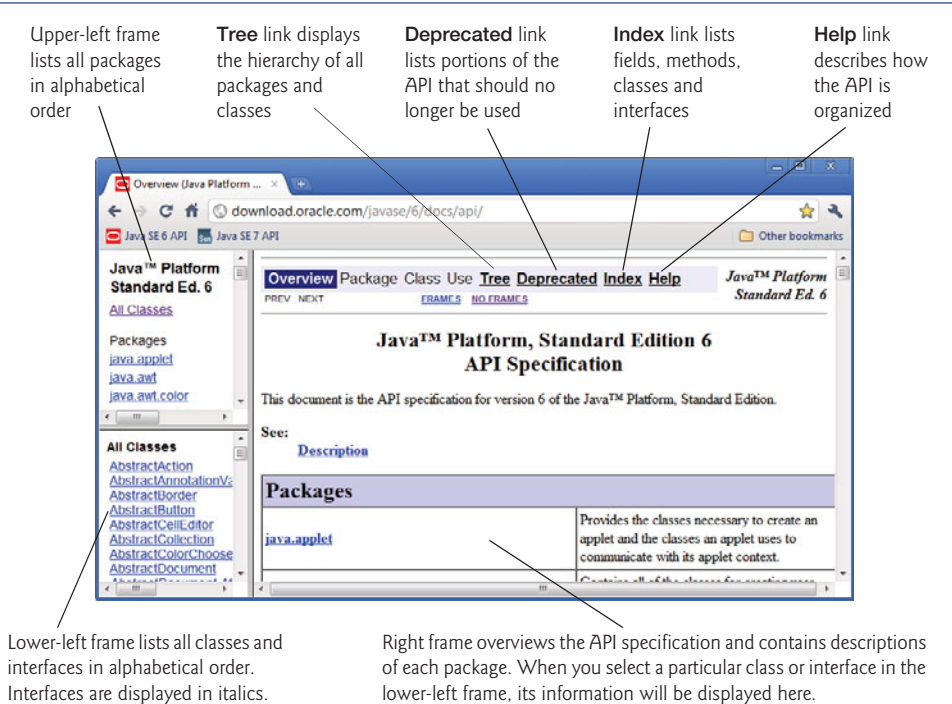 Upper-left frame
lists all packages
in alphabetical
order
Tree link displays
the hierarchy of all
packages and
classes
Deprecated link
lists portions of the
API that should no
longer be used
Index link lists
fields, methods,
classes and
interfaces
Help link
describes how
the API is
organized
Overview (Java Platform ...
download.oracle.com/javase/6/docs/api/
Java SE 6 API Java SE 7 API
Other bookmarks
Java™ Platform
Standard Ed. 6
All Classes
Packages
java.applet
java.awt
java.awt.color
All Classes
AbstractAction
AbstractAnnotationVa
AbstractBorder
AbstractButton
AbstractCellEditor
AbstractCollection
AbstractColorChoose
AbstractDocument
Overview Package Class Use Tree Deprecated Index Help
PREV NEXT FRAMES NO FRAMES
Java™ Platform
Standard Ed. 6
Java™ Platform, Standard Edition 6
API Specification
This document is the API specification for version 6 of the Java™ Platform, Standard Edition.
See:
Description
Packages
java.applet
Provides the classes necessary to create an
applet and the classes an applet uses to
communicate with its applet context.
Lower-left frame lists all classes and
interfaces in alphabetical order.
Interfaces are displayed in italics.
Right frame overviews the API specification and contains descriptions
of each package. When you select a particular class or interface in the
lower-left frame, its information will be displayed here.